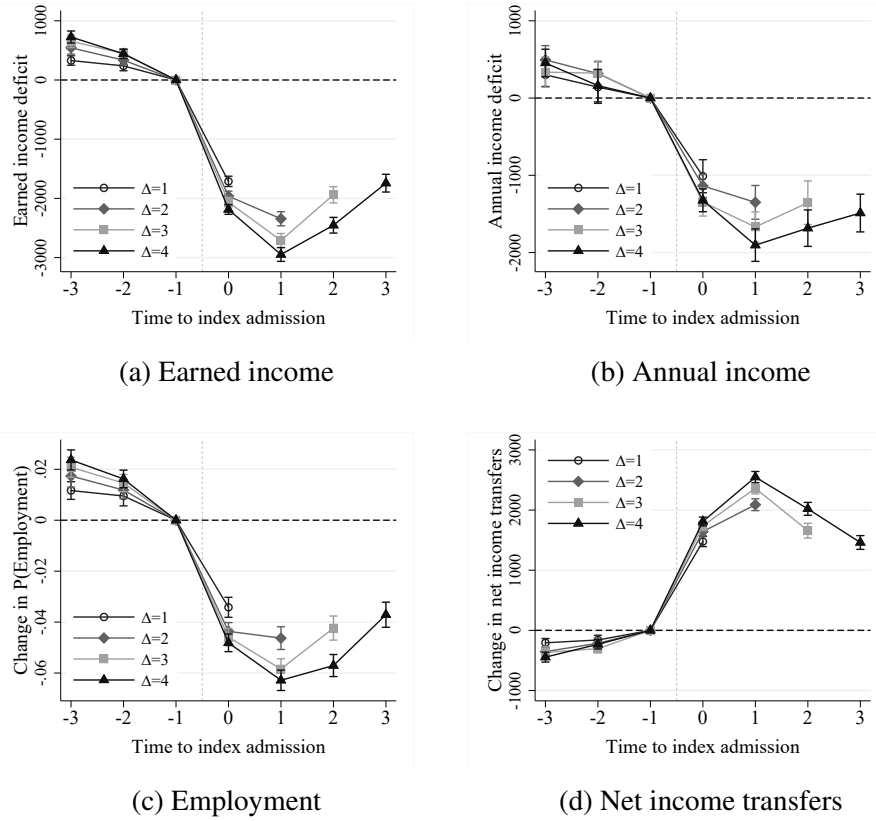 1000
0
-1000
-2000
-3000
Earned income deficit
Δ=1
Δ=2
Δ=3
Δ=4
-3 -2 -1 0 1 2 3
Time to index admission
(a) Earned income
1000
0
-1000
-2000
Annual income deficit
Δ=1
Δ=2
Δ=3
Δ=4
-3 -2 -1 0 1 2 3
Time to index admission
(b) Annual income
.02
0
-.02
-.04
-.06
Change in P(Employment)
Δ=1
Δ=2
Δ=3
Δ=4
-3 -2 -1 0 1 2 3
Time to index admission
(c) Employment
3000
2000
1000
0
-1000
Change in net income transfers
Δ=1
Δ=2
Δ=3
Δ=4
-3 -2 -1 0 1 2 3
Time to index admission
(d) Net income transfers